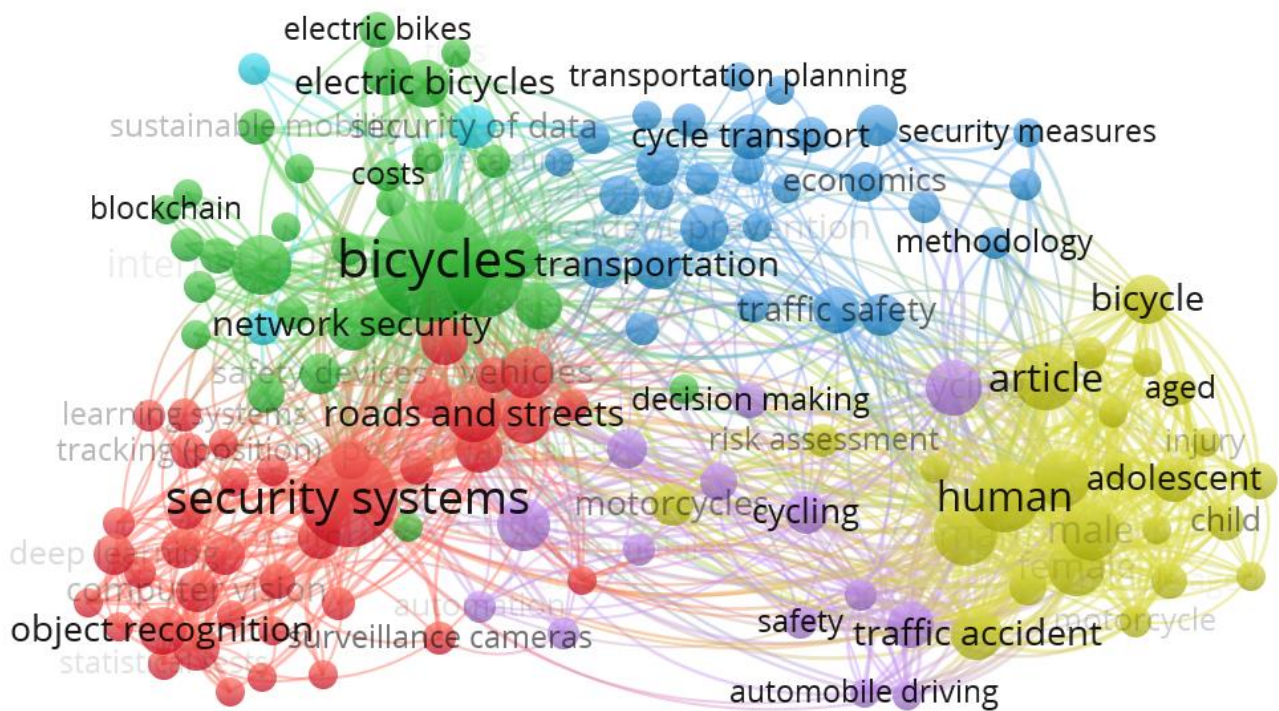 electric bikes
electric bicycles
transportation planning
sustainable mobility
security of data
cycle transport
security measures
forecasting
costs
economics
blockchain
accident prevention
methodology
bicycles
transportation
bicycle
traffic safety
network security
safety devices
vehicles
article
aged
decision making
learning systems
roads and streets
risk assessment
injury
tracking (position)
adolescent
security systems
human
motorcycles
cycling
child
male
deep learning
female
computer vision
automation
safety
motorcycle
object recognition
surveillance cameras
traffic accident
statistical tests
automobile driving